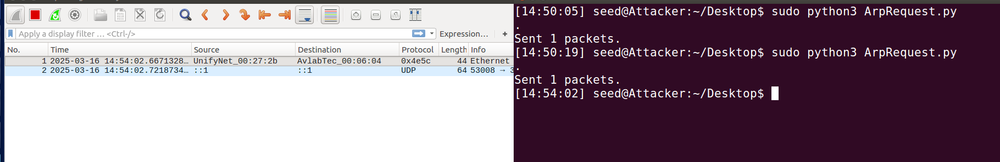 Apply a display filter … <Ctrl-/>
Expression…
+
No. Time Source Destination Protocol Length Info
1 2025-03-16 14:54:02.6671328… UnifyNet_00:27:2b AvlabTec_00:06:04 0x4e5c 44 Ethernet
2 2025-03-16 14:54:02.7218734… ::1 ::1 UDP 64 53008 → 3
[14:50:05] seed@Attacker:~/Desktop$ sudo python3 ArpRequest.py
.
Sent 1 packets.
[14:50:19] seed@Attacker:~/Desktop$ sudo python3 ArpRequest.py
.
Sent 1 packets.
[14:54:02] seed@Attacker:~/Desktop$